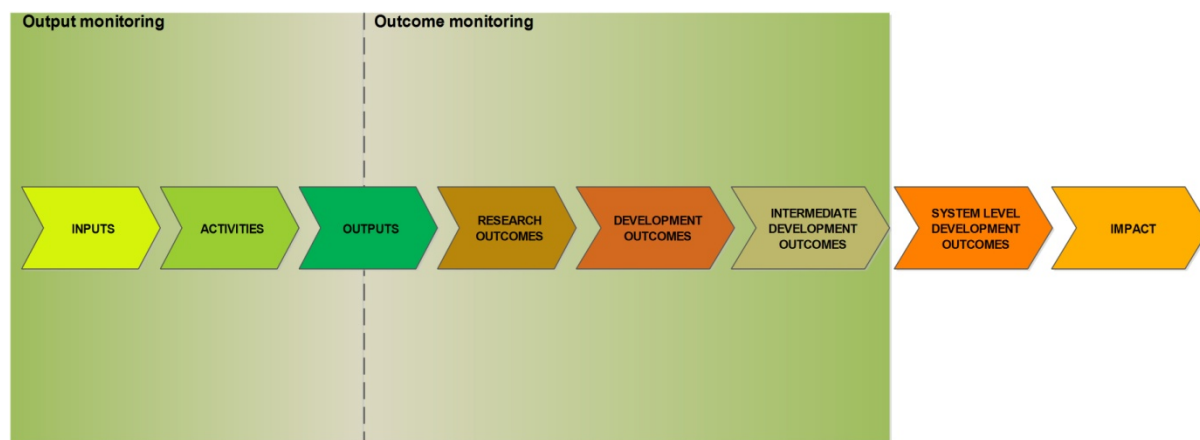 Output monitoring
Outcome monitoring
INPUTS
ACTIVITIES
OUTPUTS
RESEARCH
OUTCOMES
DEVELOPMENT
OUTCOMES
INTERMEDIATE
DEVELOPMENT
OUTCOMES
SYSTEM LEVEL
DEVELOPMENT
OUTCOMES
IMPACT